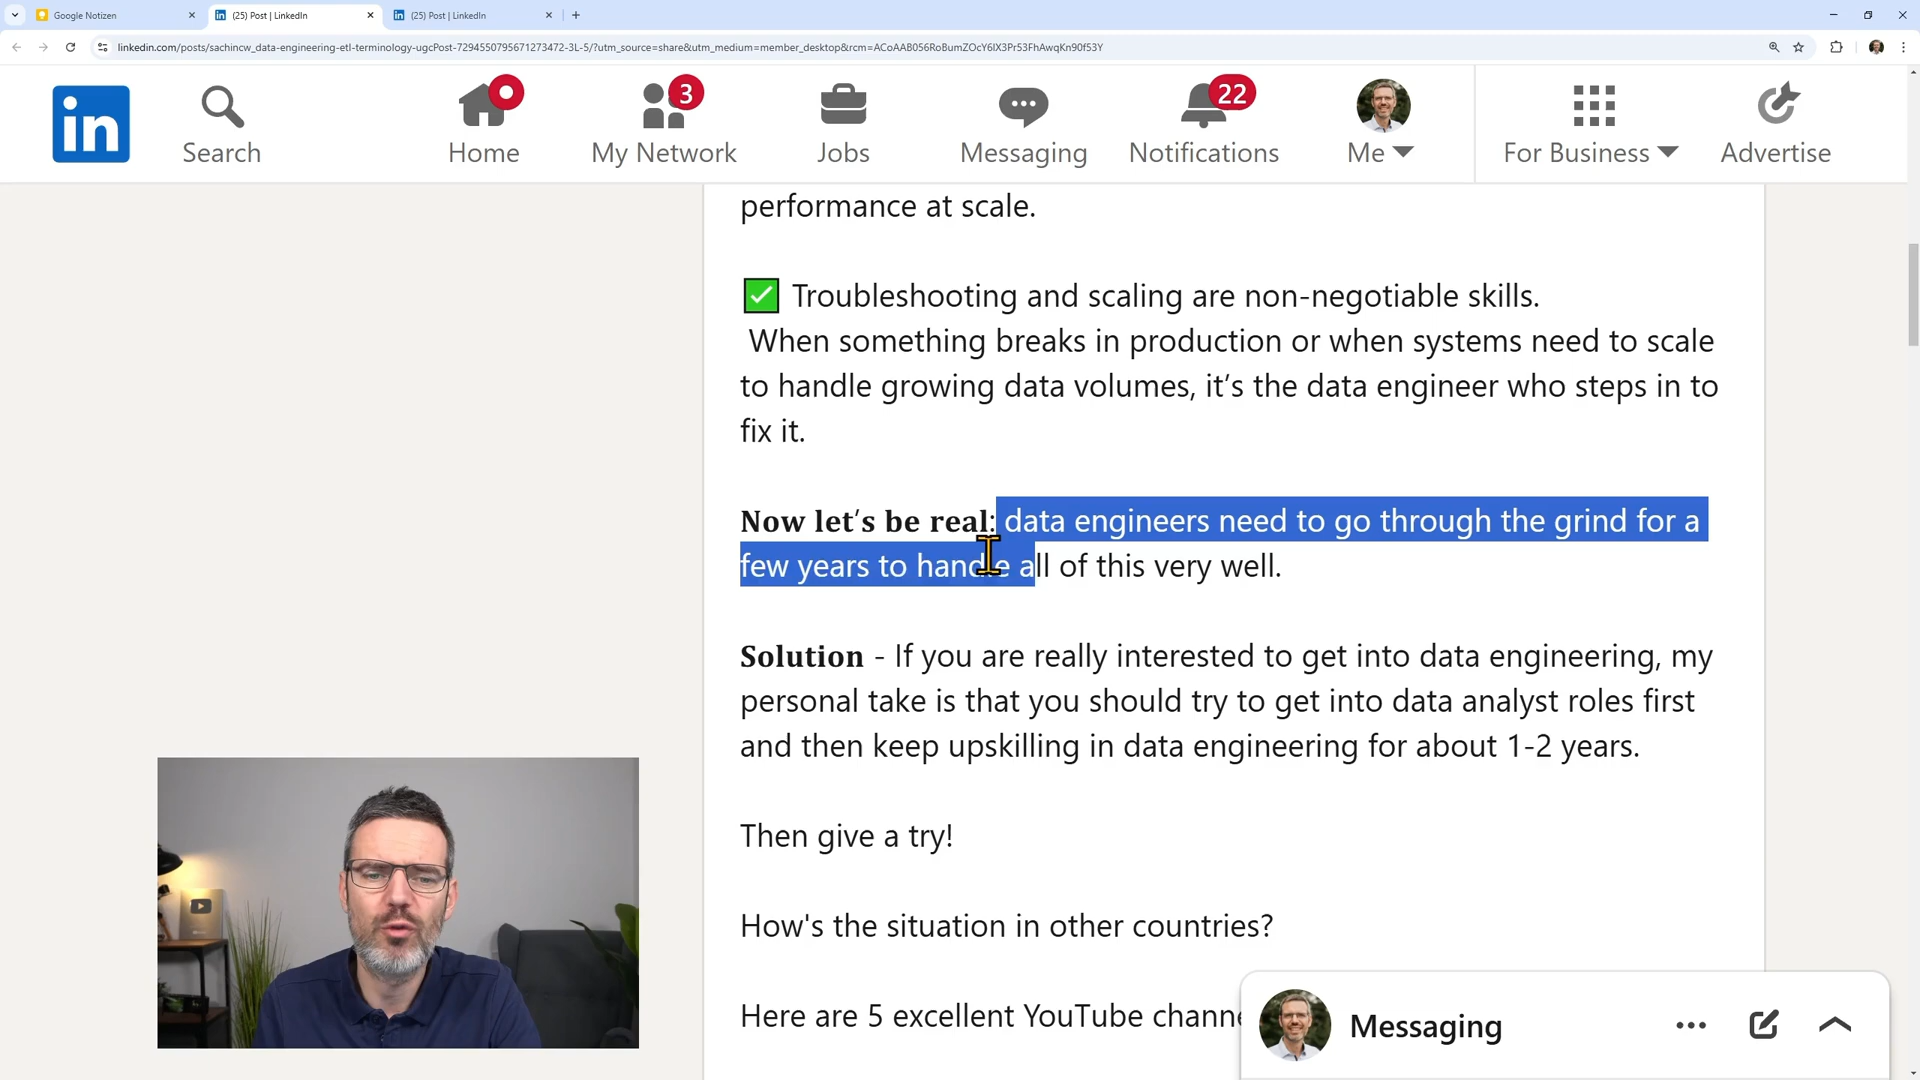 Google Notizen
(25) Post | LinkedIn
(25) Post | LinkedIn
linkedin.com/posts/sachincw_data-engineering-etl-terminology-ugcPost-7294550795671273472-3L-5/?utm_source=share&utm_medium=member_desktop&rcm=ACoAAB056RoBumZOcY6lX3Pr53FhAwqKn90f53Y
in
3
22
Search
Home
My Network
Jobs
Messaging
Notifications
Me
For Business
Advertise
performance at scale.
✅ Troubleshooting and scaling are non-negotiable skills.
When something breaks in production or when systems need to scale
to handle growing data volumes, it’s the data engineer who steps in to
fix it.
Now let’s be real: data engineers need to go through the grind for a
few years to handle all of this very well.
Solution - If you are really interested to get into data engineering, my
personal take is that you should try to get into data analyst roles first
and then keep upskilling in data engineering for about 1-2 years.
Then give a try!
How's the situation in other countries?
Here are 5 excellent YouTube channe
Messaging